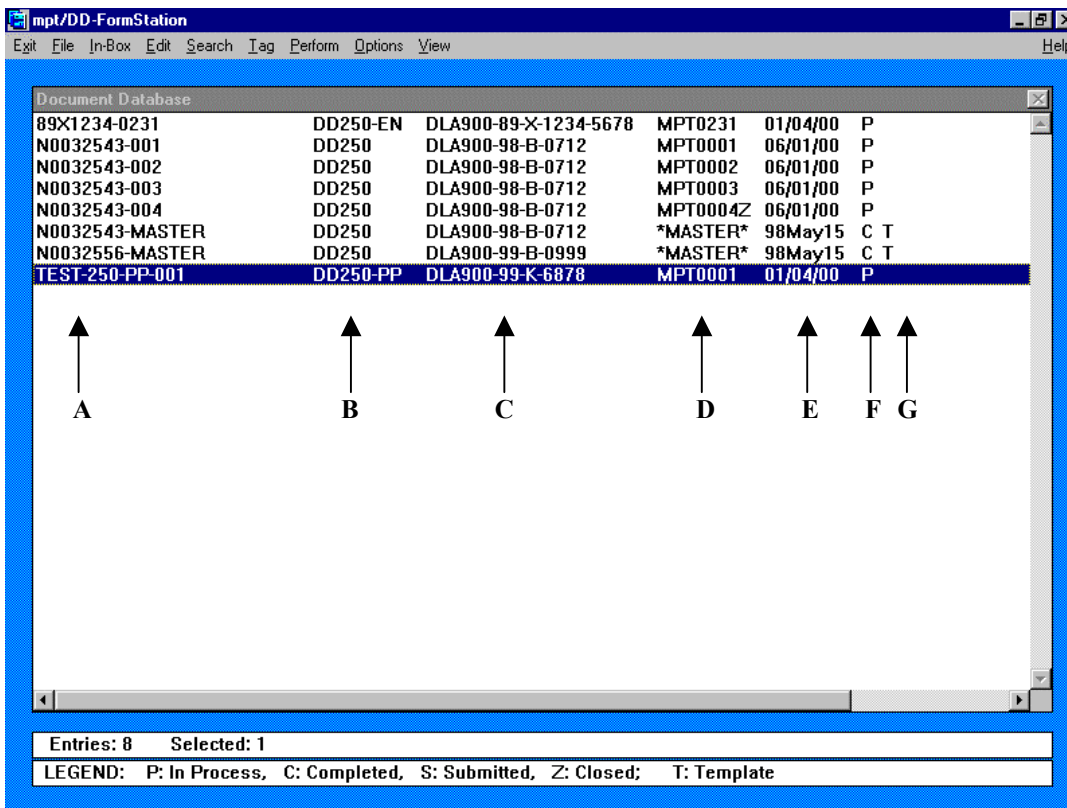 mpt/DD-FormStation
Exit File In-Box Edit Search Tag Perform Options View Help
Document Database
89X1234-0231 DD250-EN DLA900-89-X-1234-5678 MPT0231 01/04/00 P
N0032543-001 DD250 DLA900-98-B-0712 MPT0001 06/01/00 P
N0032543-002 DD250 DLA900-98-B-0712 MPT0002 06/01/00 P
N0032543-003 DD250 DLA900-98-B-0712 MPT0003 06/01/00 P
N0032543-004 DD250 DLA900-98-B-0712 MPT0004Z 06/01/00 P
N0032543-MASTER DD250 DLA900-98-B-0712 *MASTER* 98May15 C T
N0032556-MASTER DD250 DLA900-99-B-0999 *MASTER* 98May15 C T
TEST-250-PP-001 DD250-PP DLA900-99-K-6878 MPT0001 01/04/00 P
A B C D E F G
Entries: 8 Selected: 1
LEGEND: P: In Process, C: Completed, S: Submitted, Z: Closed; T: Template